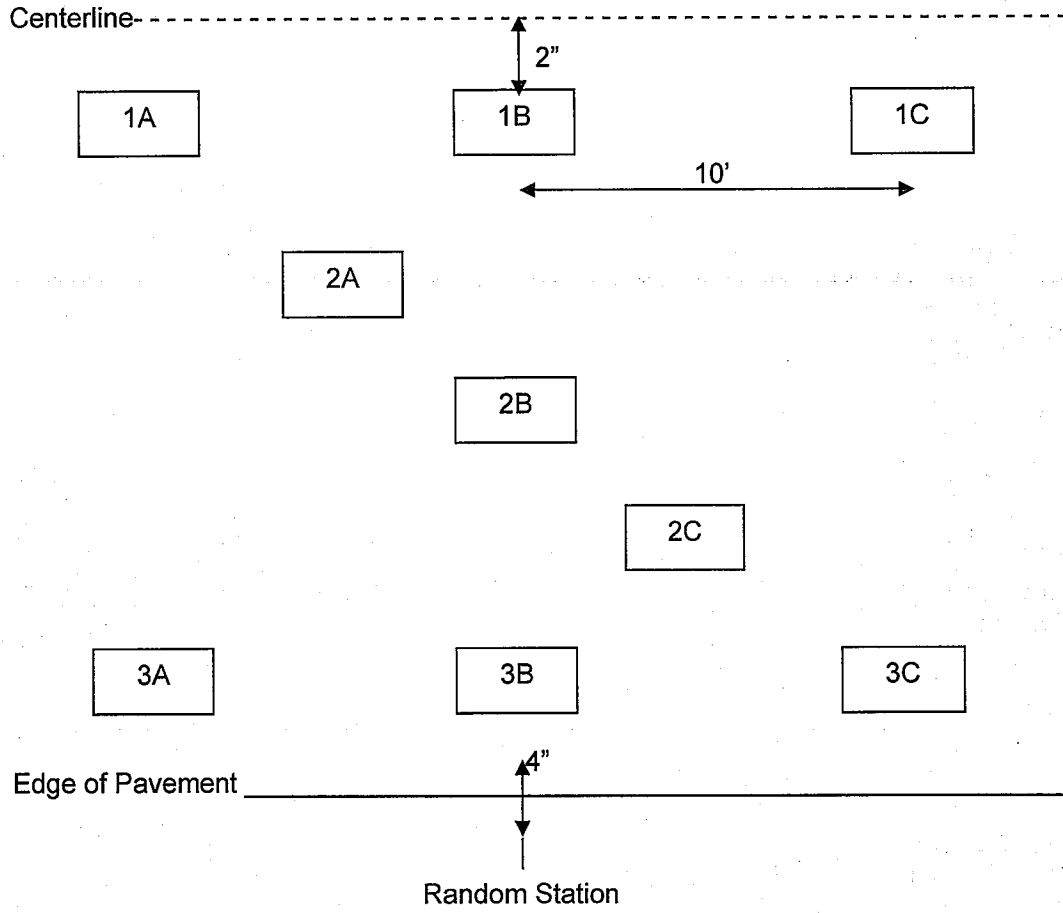 Centerline
2”
1A 1B 1C
10’
2A
2B
2C
3A 3B 3C
4”
Edge of Pavement
Random Station